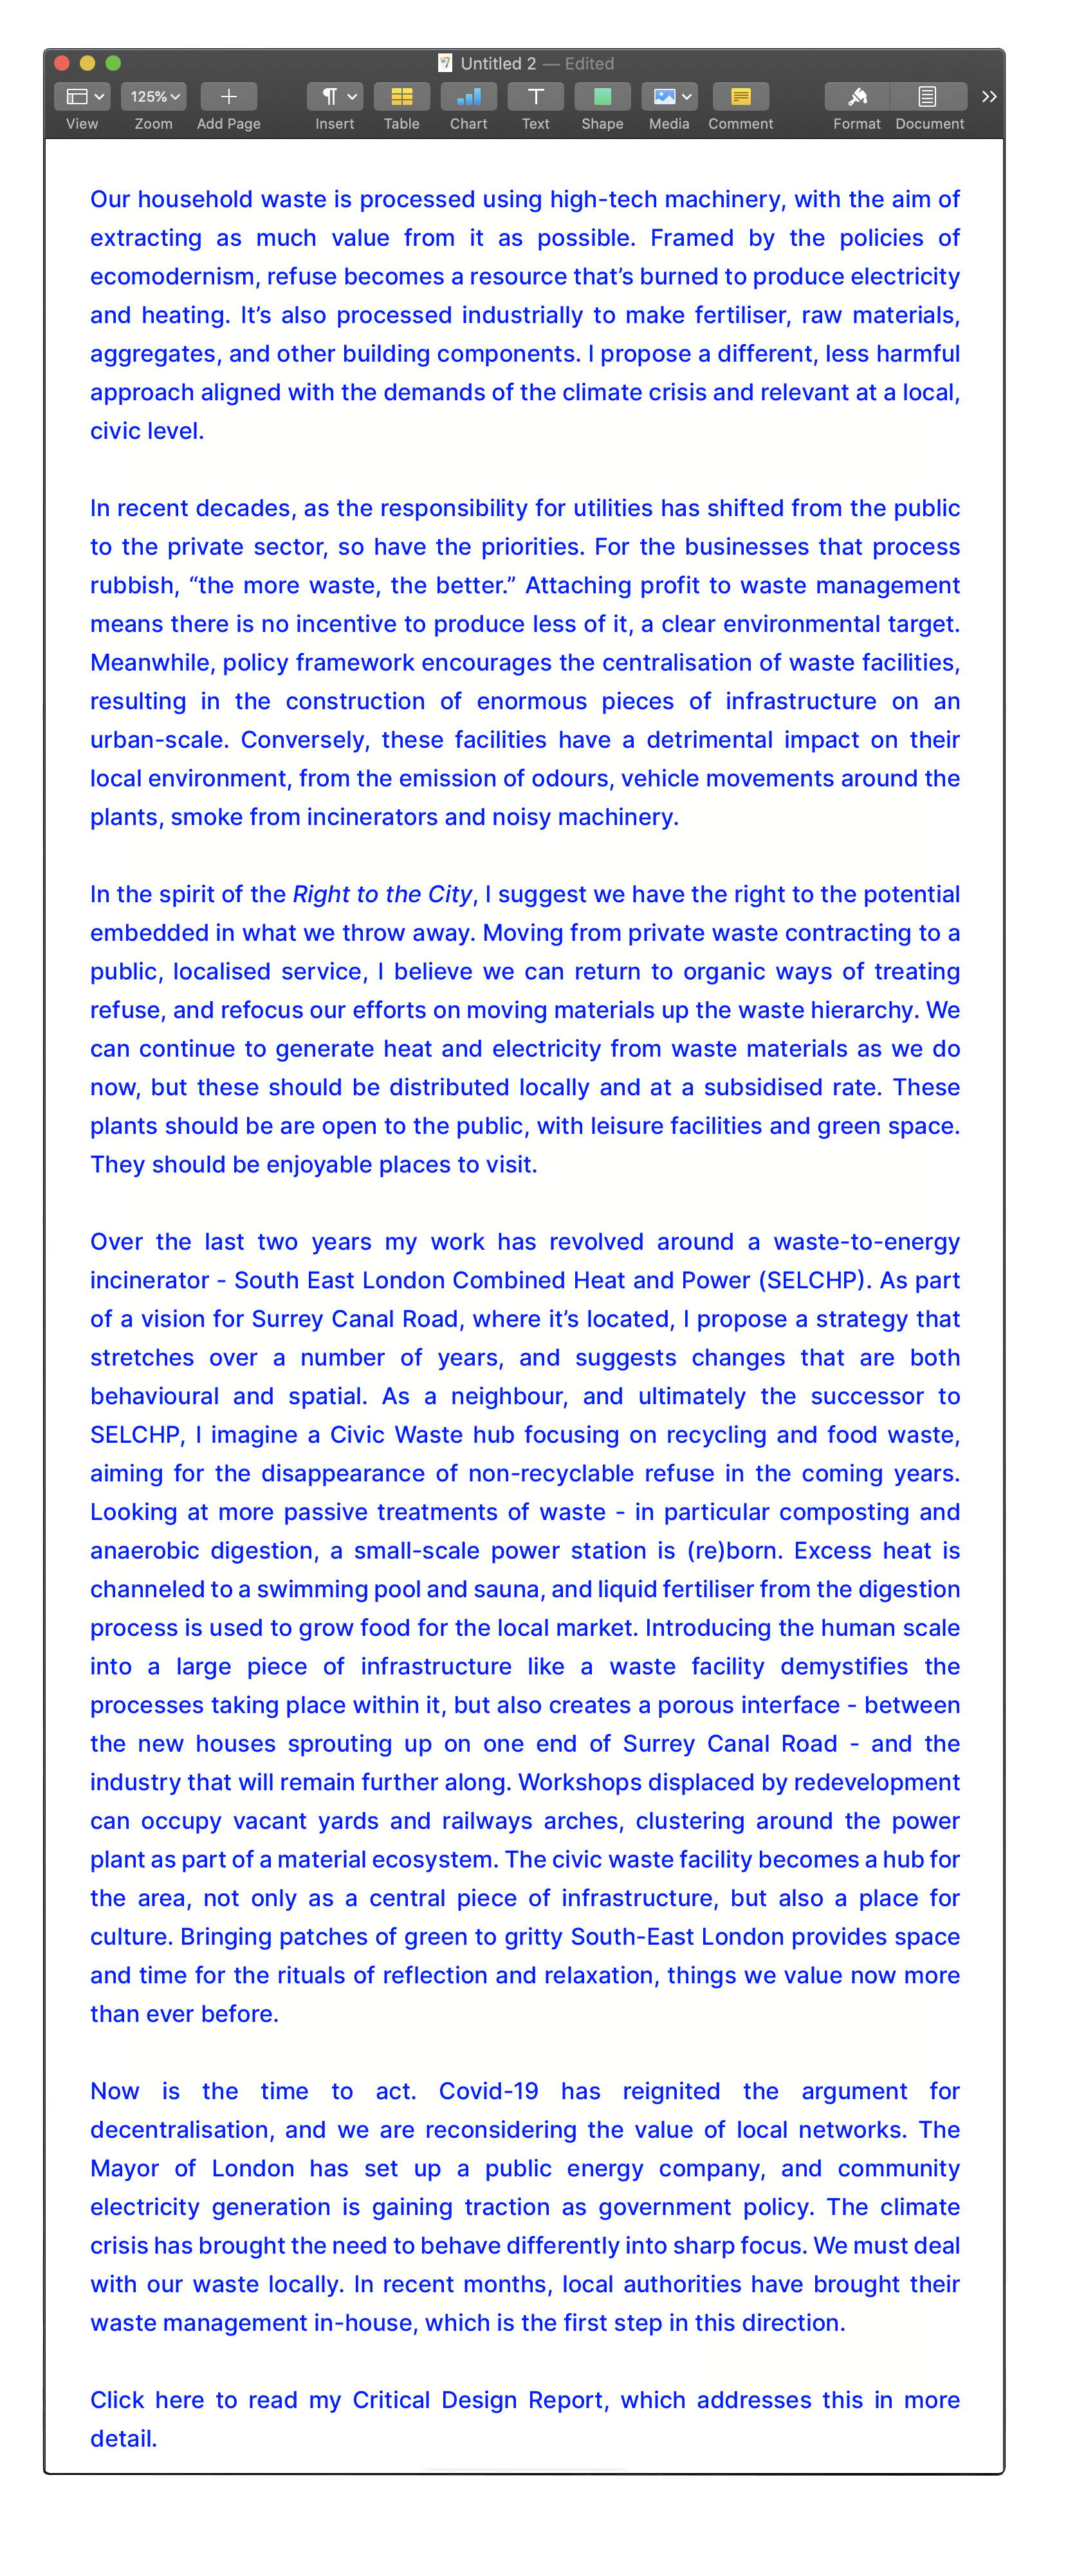 Untitled 2 — Edited
125%
View Zoom Add Page Insert Table Chart Text Shape Media Comment Format Document
Our household waste is processed using high-tech machinery, with the aim of
extracting as much value from it as possible. Framed by the policies of
ecomodernism, refuse becomes a resource that’s burned to produce electricity
and heating. It’s also processed industrially to make fertiliser, raw materials,
aggregates, and other building components. I propose a different, less harmful
approach aligned with the demands of the climate crisis and relevant at a local,
civic level.
In recent decades, as the responsibility for utilities has shifted from the public
to the private sector, so have the priorities. For the businesses that process
rubbish, “the more waste, the better.” Attaching profit to waste management
means there is no incentive to produce less of it, a clear environmental target.
Meanwhile, policy framework encourages the centralisation of waste facilities,
resulting in the construction of enormous pieces of infrastructure on an
urban-scale. Conversely, these facilities have a detrimental impact on their
local environment, from the emission of odours, vehicle movements around the
plants, smoke from incinerators and noisy machinery.
In the spirit of the Right to the City, I suggest we have the right to the potential
embedded in what we throw away. Moving from private waste contracting to a
public, localised service, I believe we can return to organic ways of treating
refuse, and refocus our efforts on moving materials up the waste hierarchy. We
can continue to generate heat and electricity from waste materials as we do
now, but these should be distributed locally and at a subsidised rate. These
plants should be are open to the public, with leisure facilities and green space.
They should be enjoyable places to visit.
Over the last two years my work has revolved around a waste-to-energy
incinerator - South East London Combined Heat and Power (SELCHP). As part
of a vision for Surrey Canal Road, where it’s located, I propose a strategy that
stretches over a number of years, and suggests changes that are both
behavioural and spatial. As a neighbour, and ultimately the successor to
SELCHP, I imagine a Civic Waste hub focusing on recycling and food waste,
aiming for the disappearance of non-recyclable refuse in the coming years.
Looking at more passive treatments of waste - in particular composting and
anaerobic digestion, a small-scale power station is (re)born. Excess heat is
channeled to a swimming pool and sauna, and liquid fertiliser from the digestion
process is used to grow food for the local market. Introducing the human scale
into a large piece of infrastructure like a waste facility demystifies the
processes taking place within it, but also creates a porous interface - between
the new houses sprouting up on one end of Surrey Canal Road - and the
industry that will remain further along. Workshops displaced by redevelopment
can occupy vacant yards and railways arches, clustering around the power
plant as part of a material ecosystem. The civic waste facility becomes a hub for
the area, not only as a central piece of infrastructure, but also a place for
culture. Bringing patches of green to gritty South-East London provides space
and time for the rituals of reflection and relaxation, things we value now more
than ever before.
Now is the time to act. Covid-19 has reignited the argument for
decentralisation, and we are reconsidering the value of local networks. The
Mayor of London has set up a public energy company, and community
electricity generation is gaining traction as government policy. The climate
crisis has brought the need to behave differently into sharp focus. We must deal
with our waste locally. In recent months, local authorities have brought their
waste management in-house, which is the first step in this direction.
Click here to read my Critical Design Report, which addresses this in more
detail.